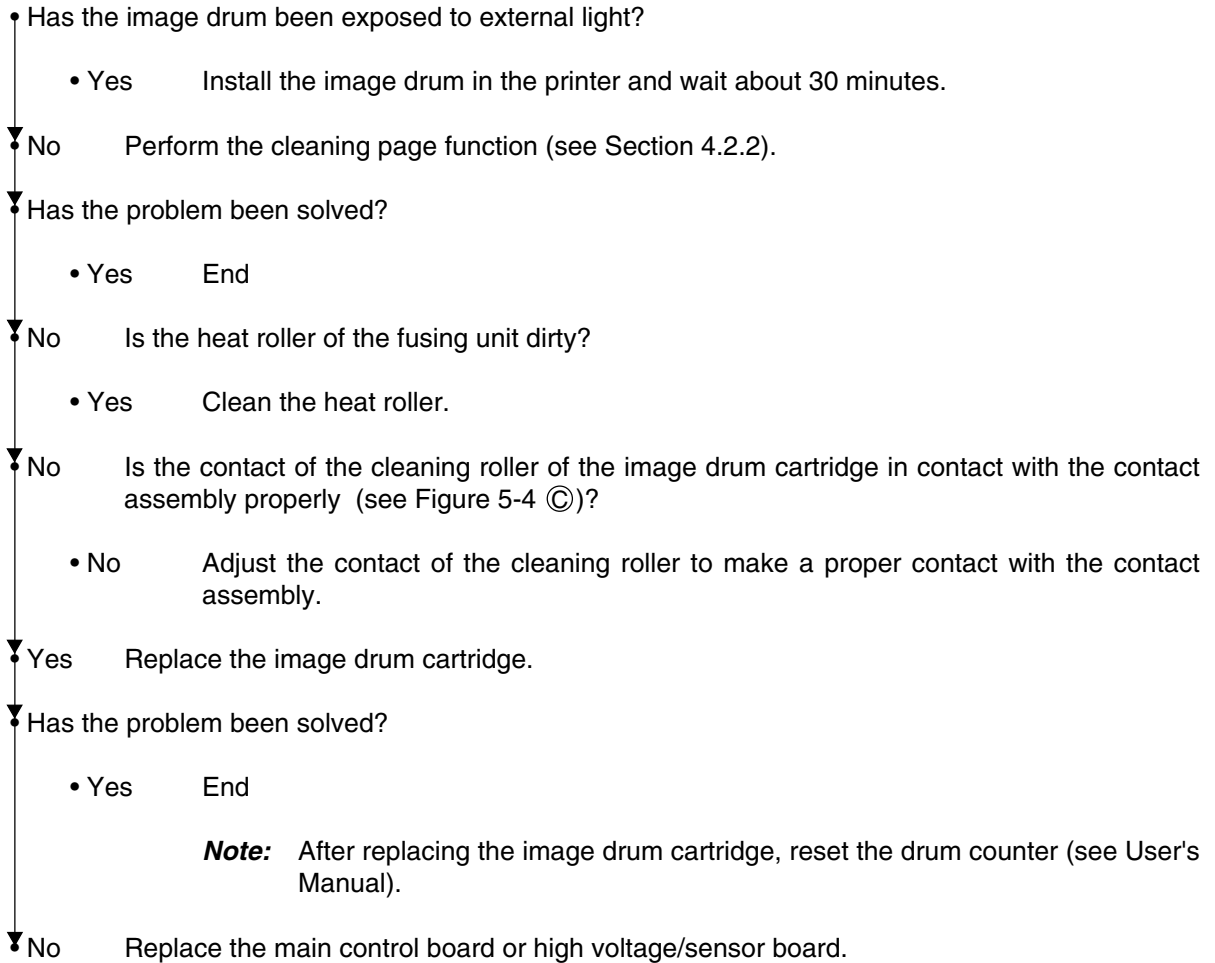 • Has the image drum been exposed to external light?
• Yes Install the image drum in the printer and wait about 30 minutes.
• No Perform the cleaning page function (see Section 4.2.2).
• Has the problem been solved?
• Yes End
• No Is the heat roller of the fusing unit dirty?
• Yes Clean the heat roller.
• No Is the contact of the cleaning roller of the image drum cartridge in contact with the contact
assembly properly (see Figure 5-4 Ⓒ)?
• No Adjust the contact of the cleaning roller to make a proper contact with the contact
assembly.
• Yes Replace the image drum cartridge.
• Has the problem been solved?
• Yes End
Note: After replacing the image drum cartridge, reset the drum counter (see User's
Manual).
• No Replace the main control board or high voltage/sensor board.